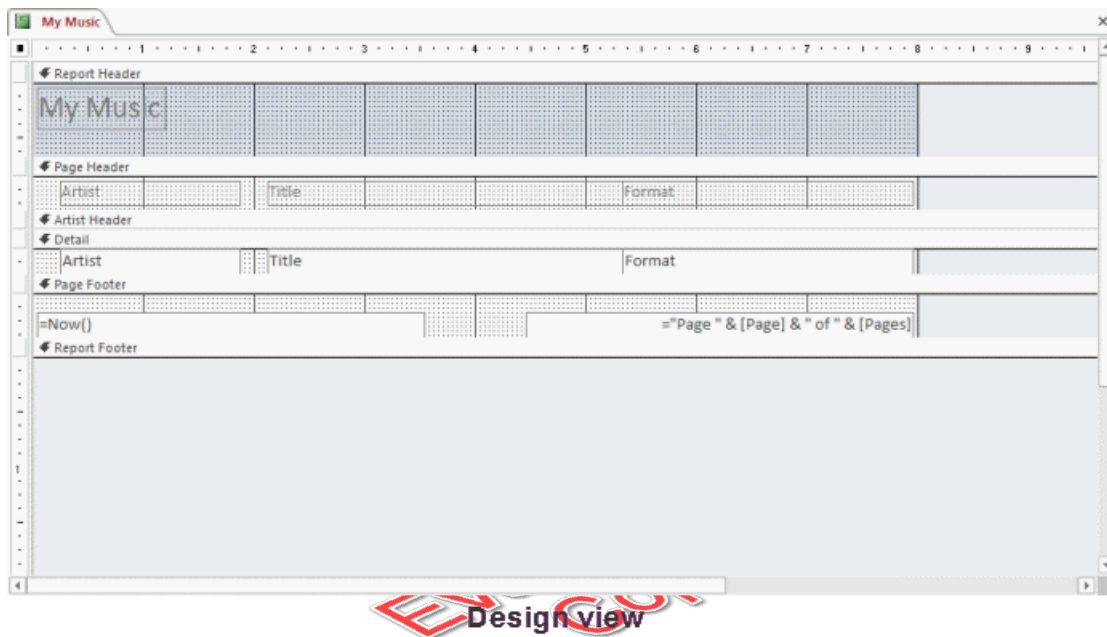 My Music
1 2 3 4 5 6 7 8 9
Report Header
My Music
Page Header
Artist Title Format
Artist Header
Detail
Artist Title Format
Page Footer
=Now() ="Page " & [Page] & " of " & [Pages]
Report Footer
1
Design view